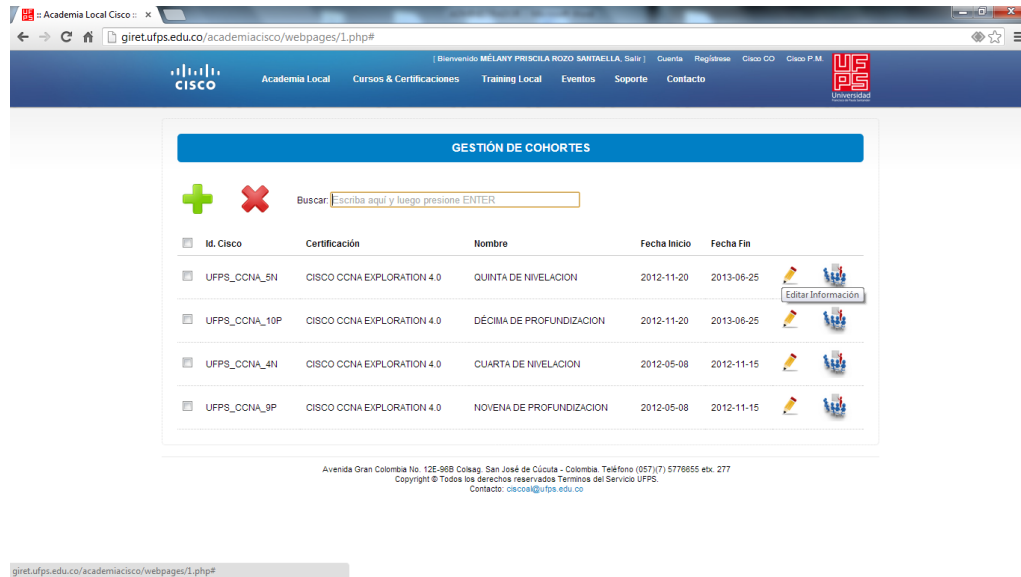 :: Academia Local Cisco ::
giret.ufps.edu.co/academiacisco/webpages/1.php#
[ Bienvenido MÉLANY PRISCILA ROZO SANTAELLA, Salir ] Cuenta Regístrese Cisco CO Cisco P.M.
CISCO
Academia Local Cursos & Certificaciones Training Local Eventos Soporte Contacto
UFPS
Universidad
GESTIÓN DE COHORTES
Buscar: Escriba aquí y luego presione ENTER
Id. Cisco Certificación Nombre Fecha Inicio Fecha Fin
UFPS_CCNA_5N CISCO CCNA EXPLORATION 4.0 QUINTA DE NIVELACION 2012-11-20 2013-06-25
Editar Información
UFPS_CCNA_10P CISCO CCNA EXPLORATION 4.0 DÉCIMA DE PROFUNDIZACION 2012-11-20 2013-06-25
UFPS_CCNA_4N CISCO CCNA EXPLORATION 4.0 CUARTA DE NIVELACION 2012-05-08 2012-11-15
UFPS_CCNA_9P CISCO CCNA EXPLORATION 4.0 NOVENA DE PROFUNDIZACION 2012-05-08 2012-11-15
Avenida Gran Colombia No. 12E-96B Colsag. San José de Cúcuta - Colombia. Teléfono (057)(7) 5776655 etx. 277
Copyright © Todos los derechos reservados Terminos del Servicio UFPS.
Contacto: ciscoal@ufps.edu.co
giret.ufps.edu.co/academiacisco/webpages/1.php#